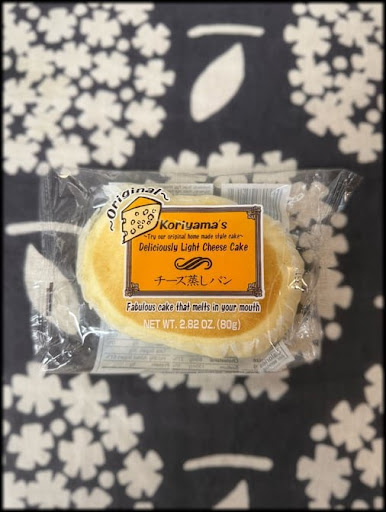 ~Original~
Koriyama's
~Try our original home made style cake~
Deliciously Light Cheese Cake
チーズ蒸しパン
Fabulous cake that melts in your mouth
NET WT. 2.82 OZ. (80g)